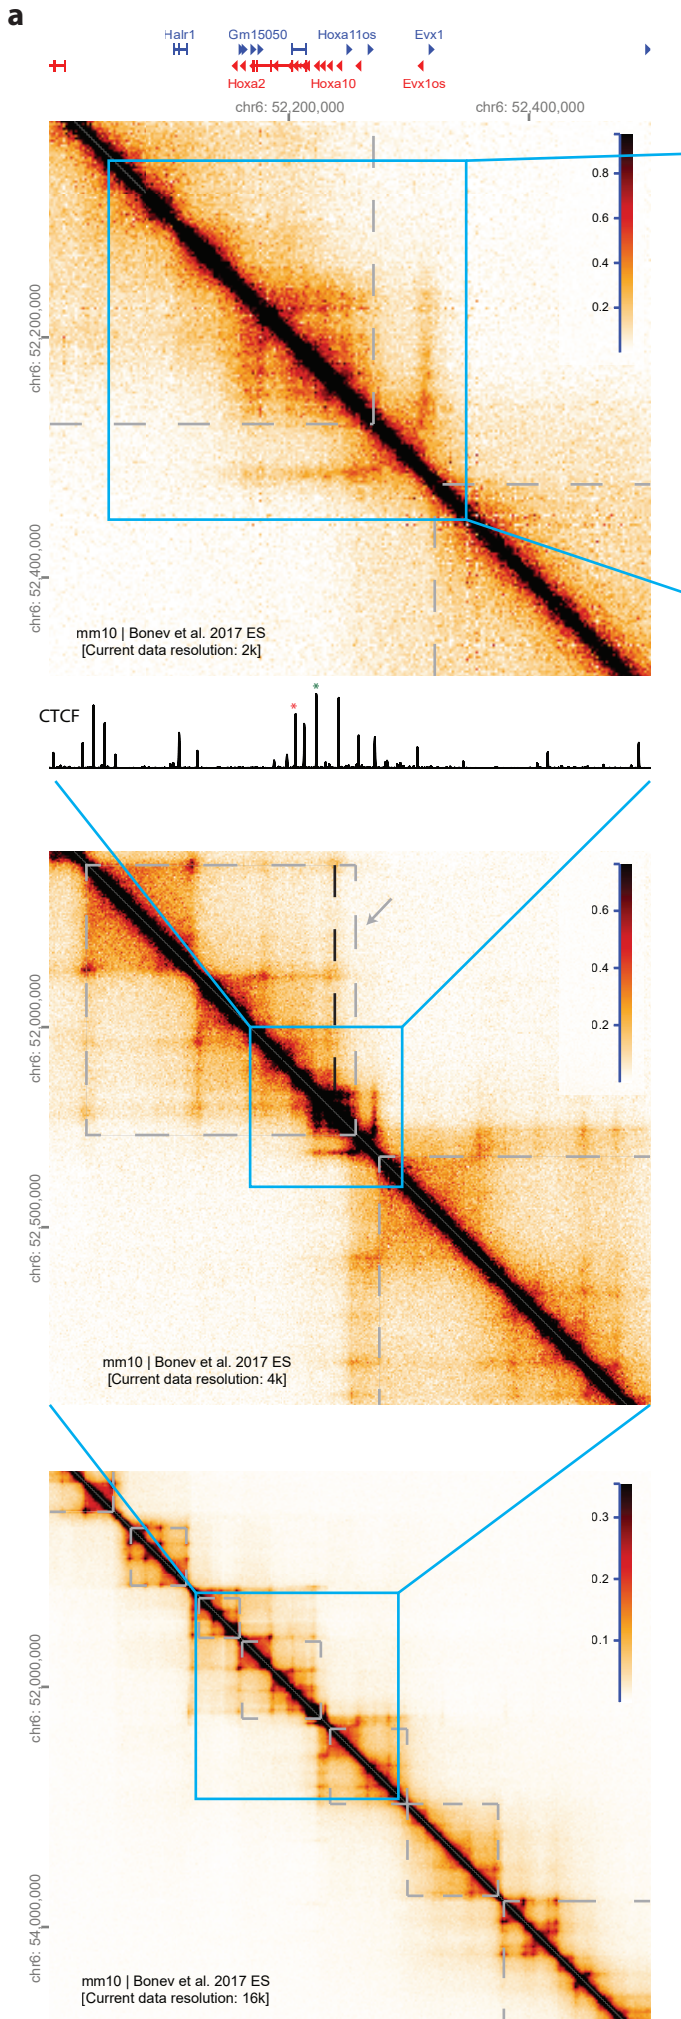 a
Halr1 Gm15050 Hoxa11os Evx1
Hoxa2 Hoxa10 Evx1os
chr6: 52,200,000 chr6: 52,400,000
0.8
0.6
0.4
0.2
chr6: 52,200,000
chr6: 52,400,000
mm10 | Bonev et al. 2017 ES
[Current data resolution: 2k]
* *
CTCF
0.6
0.4
0.2
chr6: 52,000,000
chr6: 52,500,000
mm10 | Bonev et al. 2017 ES
[Current data resolution: 4k]
0.3
0.2
0.1
chr6: 52,000,000
chr6: 54,000,000
mm10 | Bonev et al. 2017 ES
[Current data resolution: 16k]